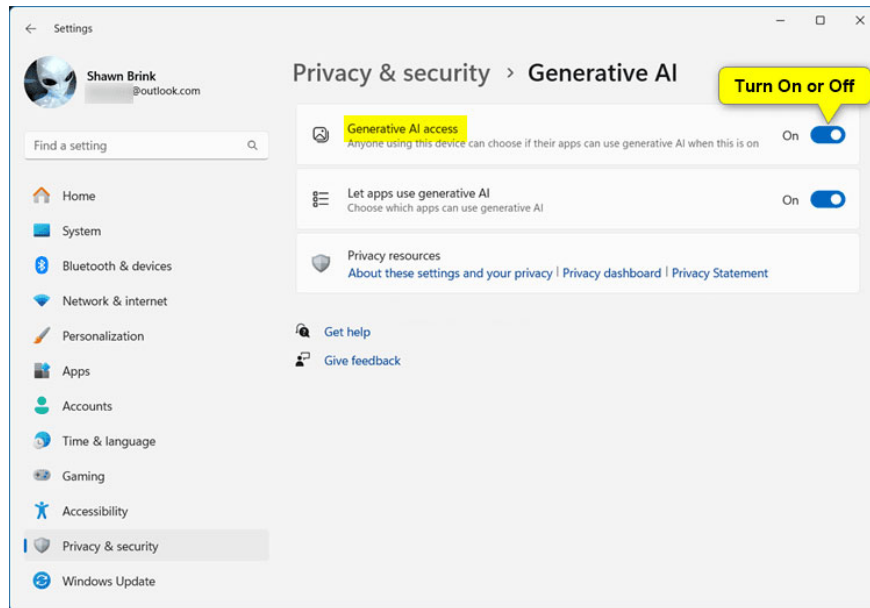 Settings
Shawn Brink
@outlook.com
Find a setting
Home
System
Bluetooth & devices
Network & internet
Personalization
Apps
Accounts
Time & language
Gaming
Accessibility
Privacy & security
Windows Update
Privacy & security > Generative AI
Turn On or Off
Generative AI access
Anyone using this device can choose if their apps can use generative AI when this is on
On
Let apps use generative AI
Choose which apps can use generative AI
On
Privacy resources
About these settings and your privacy | Privacy dashboard | Privacy Statement
Get help
Give feedback